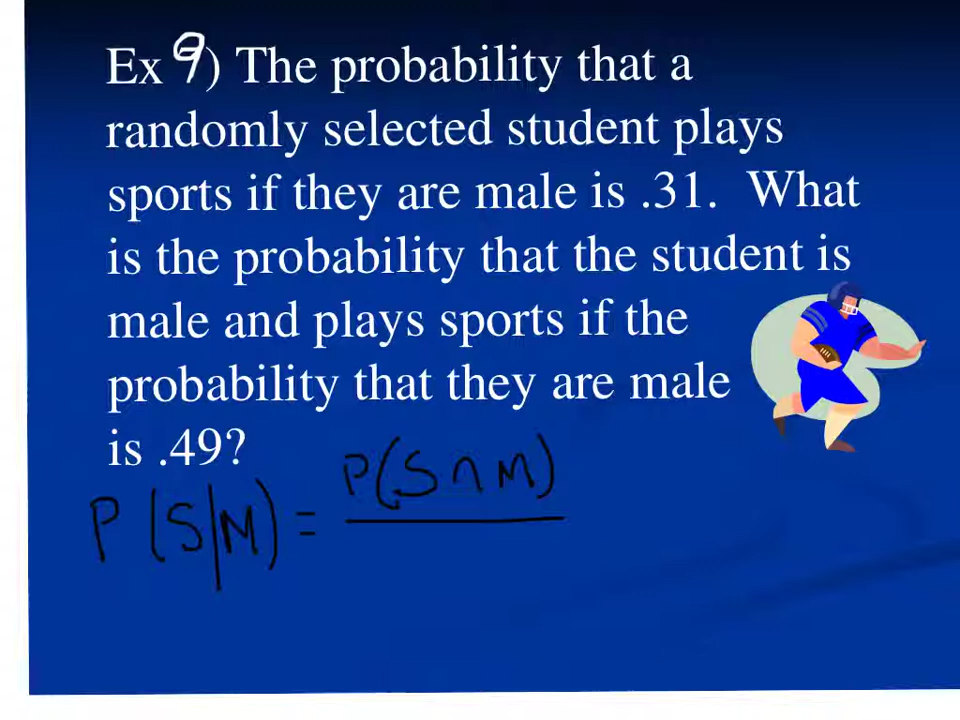 Ex 9) The probability that a
randomly selected student plays
sports if they are male is .31.  What
is the probability that the student is
male and plays sports if the
probability that they are male
is .49?
P(S∩M)
P(S|M) =